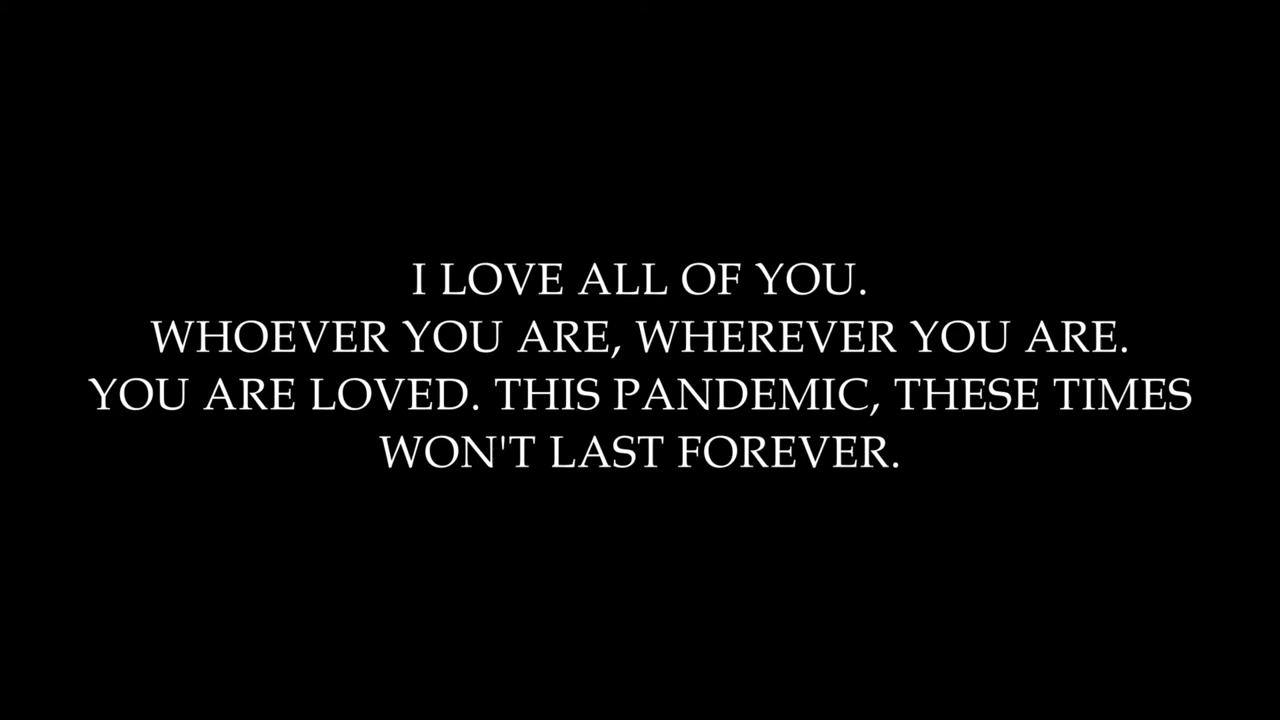 I LOVE ALL OF YOU.
WHOEVER YOU ARE, WHEREVER YOU ARE.
YOU ARE LOVED. THIS PANDEMIC, THESE TIMES
WON'T LAST FOREVER.